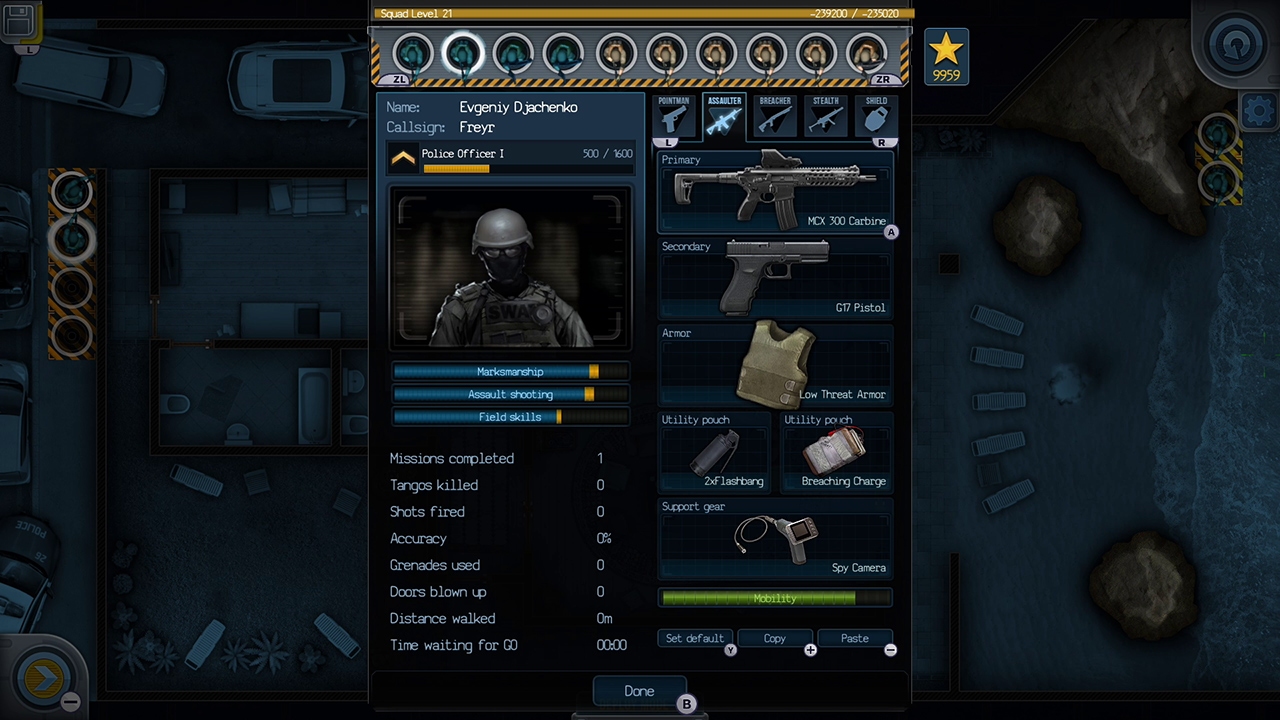 Squad Level 21
-239200 / -235020
L
ZL
ZR
9959
Name: Evgeniy Djachenko
Callsign: Freyr
Police Officer I
500 / 1600
POINTMAN
ASSAULTER
BREACHER
STEALTH
SHIELD
L
R
Primary
MCX 300 Carbine
A
Secondary
G17 Pistol
Armor
Low Threat Armor
SWAT
Marksmanship
Assault shooting
Field skills
Utility pouch
2xFlashbang
Utility pouch
Breaching Charge
Missions completed 1
Tangos killed 0
Shots fired 0
Accuracy 0%
Grenades used 0
Doors blown up 0
Distance walked 0m
Time waiting for GO 00:00
Support gear
Spy Camera
Mobility
Set default
Y
Copy
Paste
Done
B
POLICE
26